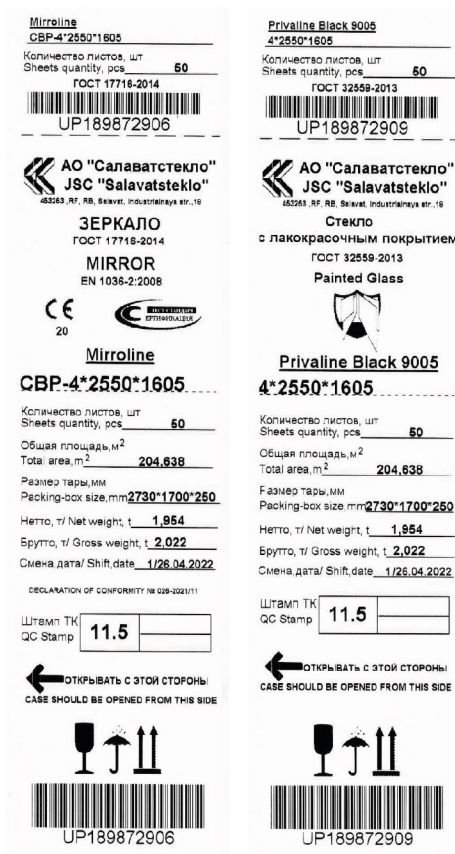 Mirroline
CBP-4*2550*1605
Количество листов, шт
Sheets quantity, pcs 50
ГОСТ 17716-2014
UP189872906
АО "Салаватстекло"
JSC "Salavatsteklo"
453253 ,RF, RB, Salavat, Industrialnaya str.,18
ЗЕРКАЛО
ГОСТ 17716-2014
MIRROR
EN 1036-2:2008
CE
20
ТЕСТ-СТАНДАРТ
СЕРТИФИКАЦИЯ
Mirroline
CBP-4*2550*1605
Количество листов, шт
Sheets quantity, pcs 50
Общая площадь,м2
Total area,m2 204,638
Размер тары,мм
Packing-box size,mm2730*1700*250
Нетто, т/ Net weight, t 1,954
Брутто, т/ Gross weight, t 2,022
Смена,дата/ Shift,date 1/26.04.2022
DECLARATION OF CONFORMITY № 026-2021/11
Штамп ТК
QC Stamp 11.5
ОТКРЫВАТЬ С ЭТОЙ СТОРОНЫ
CASE SHOULD BE OPENED FROM THIS SIDE
UP189872906
Privaline Black 9005
4*2550*1605
Количество листов, шт
Sheets quantity, pcs 50
ГОСТ 32559-2013
UP189872909
АО "Салаватстекло"
JSC "Salavatsteklo"
453253 ,RF, RB, Salavat, Industrialnaya str.,18
Стекло
с лакокрасочным покрытием
ГОСТ 32559-2013
Painted Glass
Privaline Black 9005
4*2550*1605
Количество листов, шт
Sheets quantity, pcs 50
Общая площадь,м2
Total area,m2 204,638
Размер тары,мм
Packing-box size,mm2730*1700*250
Нетто, т/ Net weight, t 1,954
Брутто, т/ Gross weight, t 2,022
Смена,дата/ Shift,date 1/26.04.2022
Штамп ТК
QC Stamp 11.5
ОТКРЫВАТЬ С ЭТОЙ СТОРОНЫ
CASE SHOULD BE OPENED FROM THIS SIDE
UP189872909